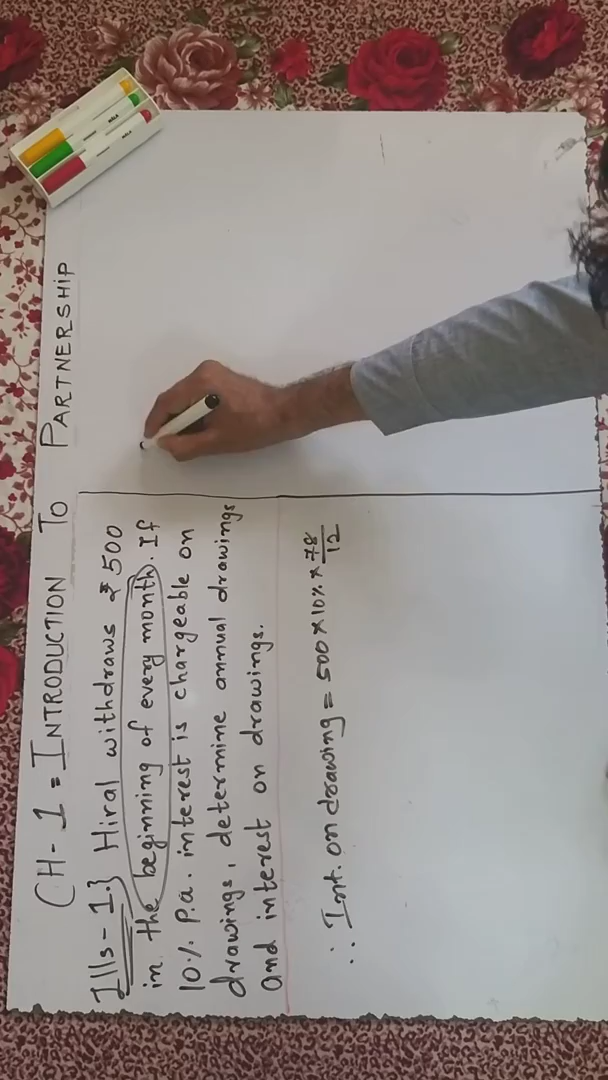 CH-1 = INTRODUCTION TO PARTNERSHIP
Ills-1.} Hiral withdraws ₹ 500
in the beginning of every month. If
10% p.a. interest is chargeable on
drawings, determine annual drawings
and interest on drawings.
∴ Int. on drawing = 500 × 10% × 78/12